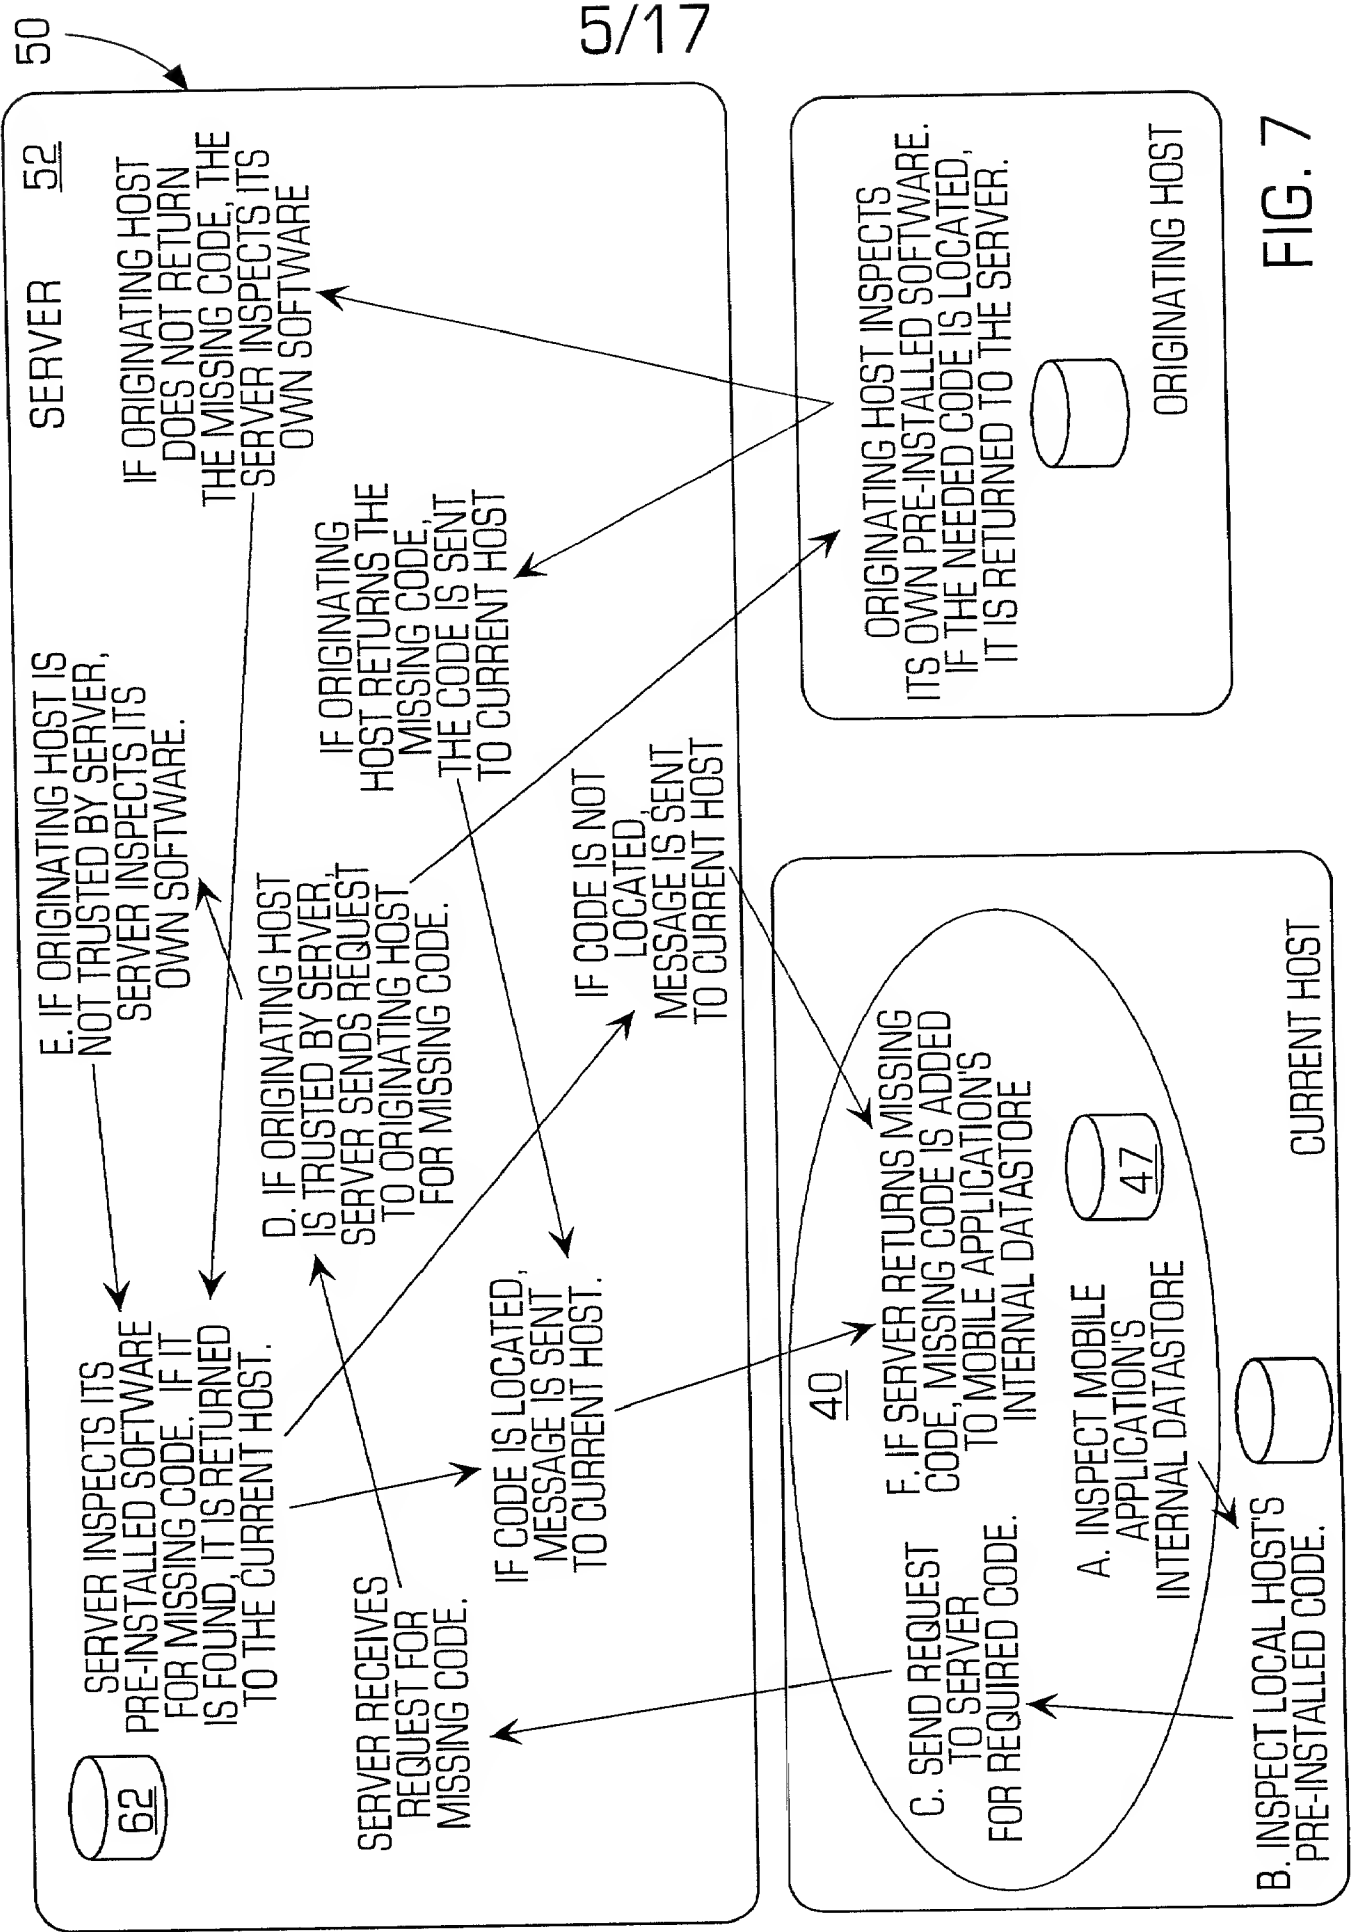 5/17
50
SERVER 52
E. IF ORIGINATING HOST IS
NOT TRUSTED BY SERVER,
SERVER INSPECTS ITS
OWN SOFTWARE.
IF ORIGINATING HOST
DOES NOT RETURN
THE MISSING CODE, THE
SERVER INSPECTS ITS
OWN SOFTWARE
62
SERVER INSPECTS ITS
PRE-INSTALLED SOFTWARE
FOR MISSING CODE. IF IT
IS FOUND, IT IS RETURNED
TO THE CURRENT HOST.
D. IF ORIGINATING HOST
IS TRUSTED BY SERVER,
SERVER SENDS REQUEST
TO ORIGINATING HOST
FOR MISSING CODE.
IF ORIGINATING
HOST RETURNS THE
MISSING CODE,
THE CODE IS SENT
TO CURRENT HOST
SERVER RECEIVES
REQUEST FOR
MISSING CODE.
IF CODE IS LOCATED,
MESSAGE IS SENT
TO CURRENT HOST.
IF CODE IS NOT
LOCATED,
MESSAGE IS SENT
TO CURRENT HOST
40
C. SEND REQUEST
TO SERVER
FOR REQUIRED CODE.
F. IF SERVER RETURNS MISSING
CODE, MISSING CODE IS ADDED
TO MOBILE APPLICATION'S
INTERNAL DATASTORE
A. INSPECT MOBILE
APPLICATION'S
INTERNAL DATASTORE
47
B. INSPECT LOCAL HOST'S
PRE-INSTALLED CODE.
CURRENT HOST
ORIGINATING HOST INSPECTS
ITS OWN PRE-INSTALLED SOFTWARE.
IF THE NEEDED CODE IS LOCATED,
IT IS RETURNED TO THE SERVER.
ORIGINATING HOST
FIG. 7